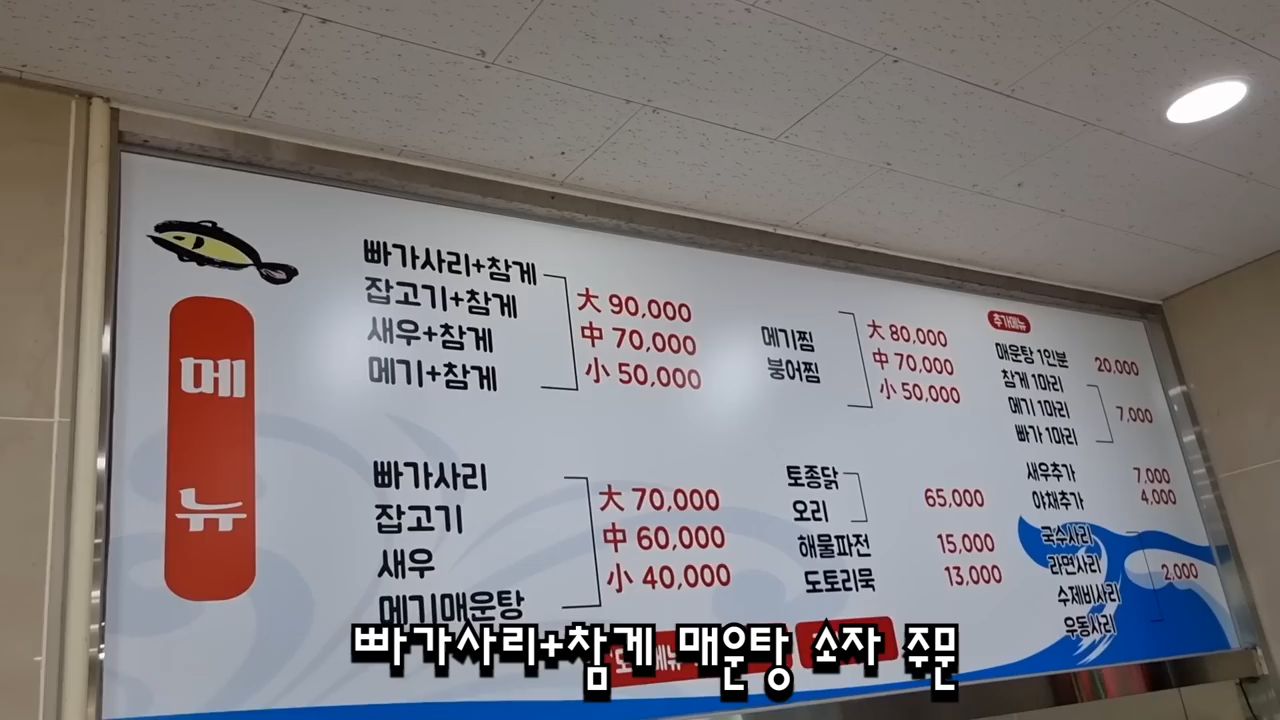 메뉴
빠가사리+참게
잡고기+참게
새우+참게
메기+참게
大 90,000
中 70,000
小 50,000
메기찜
붕어찜
大 80,000
中 70,000
小 50,000
추가메뉴
매운탕 1인분 20,000
참게 1마리
메기 1마리
빠가 1마리
7,000
새우추가 7,000
야채추가 4,000
국수사리
라면사리
수제비사리
우동사리
2,000
빠가사리
잡고기
새우
메기매운탕
大 70,000
中 60,000
小 40,000
토종닭
오리
65,000
해물파전 15,000
도토리묵 13,000
빠가사리+참게 매운탕 소자 주문